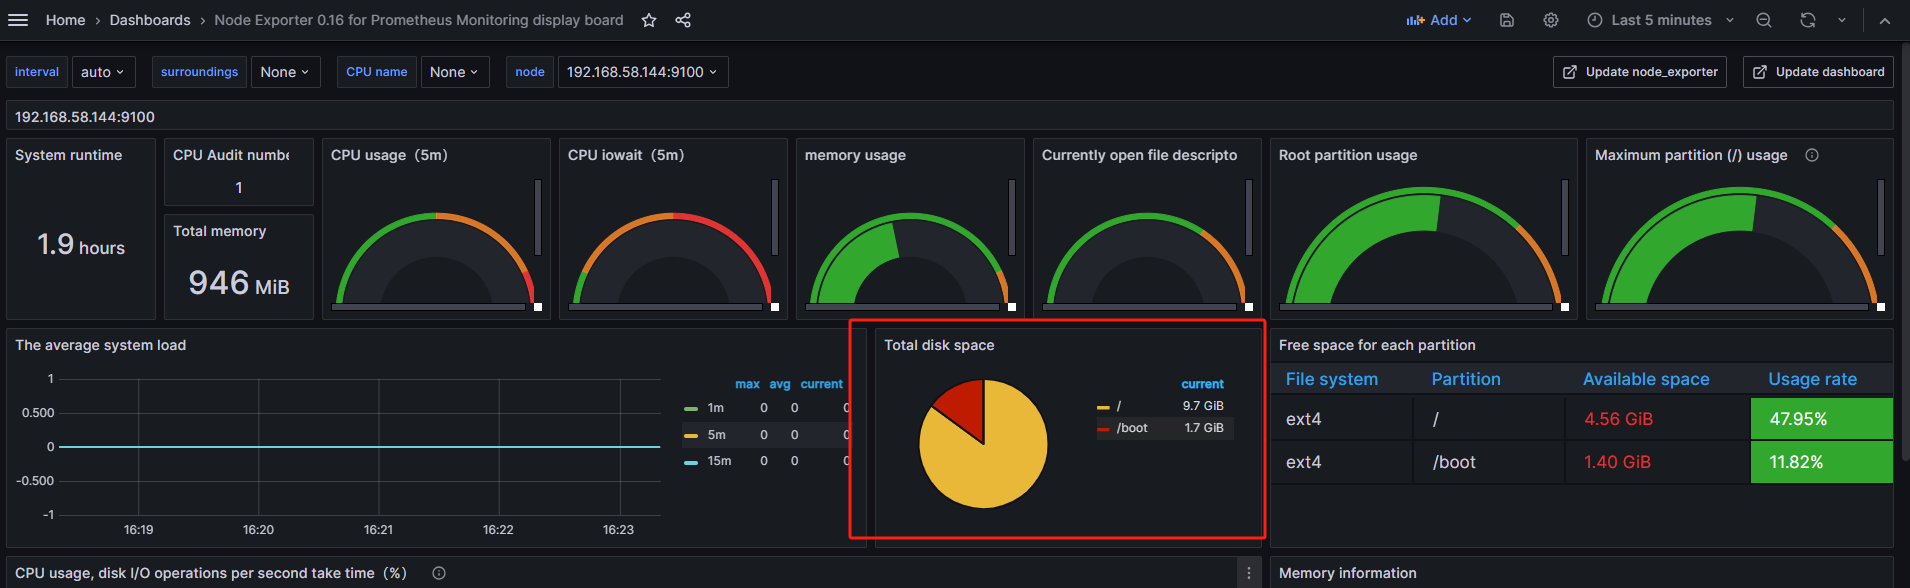 Home › Dashboards › Node Exporter 0.16 for Prometheus Monitoring display board
Add
Last 5 minutes
interval auto surroundings None CPU name None node 192.168.58.144:9100
Update node_exporter
Update dashboard
192.168.58.144:9100
System runtime
1.9 hours
CPU Audit numbe
1
Total memory
946 MiB
CPU usage (5m)
CPU iowait (5m)
memory usage
Currently open file descripto
Root partition usage
Maximum partition (/) usage
The average system load
1
0.500
0
-0.500
-1
16:19 16:20 16:21 16:22 16:23
max avg current
1m 0 0 0
5m 0 0 0
15m 0 0 0
Total disk space
current
/ 9.7 GiB
/boot 1.7 GiB
Free space for each partition
File system Partition Available space Usage rate
ext4 / 4.56 GiB 47.95%
ext4 /boot 1.40 GiB 11.82%
CPU usage, disk I/O operations per second take time (%)
Memory information